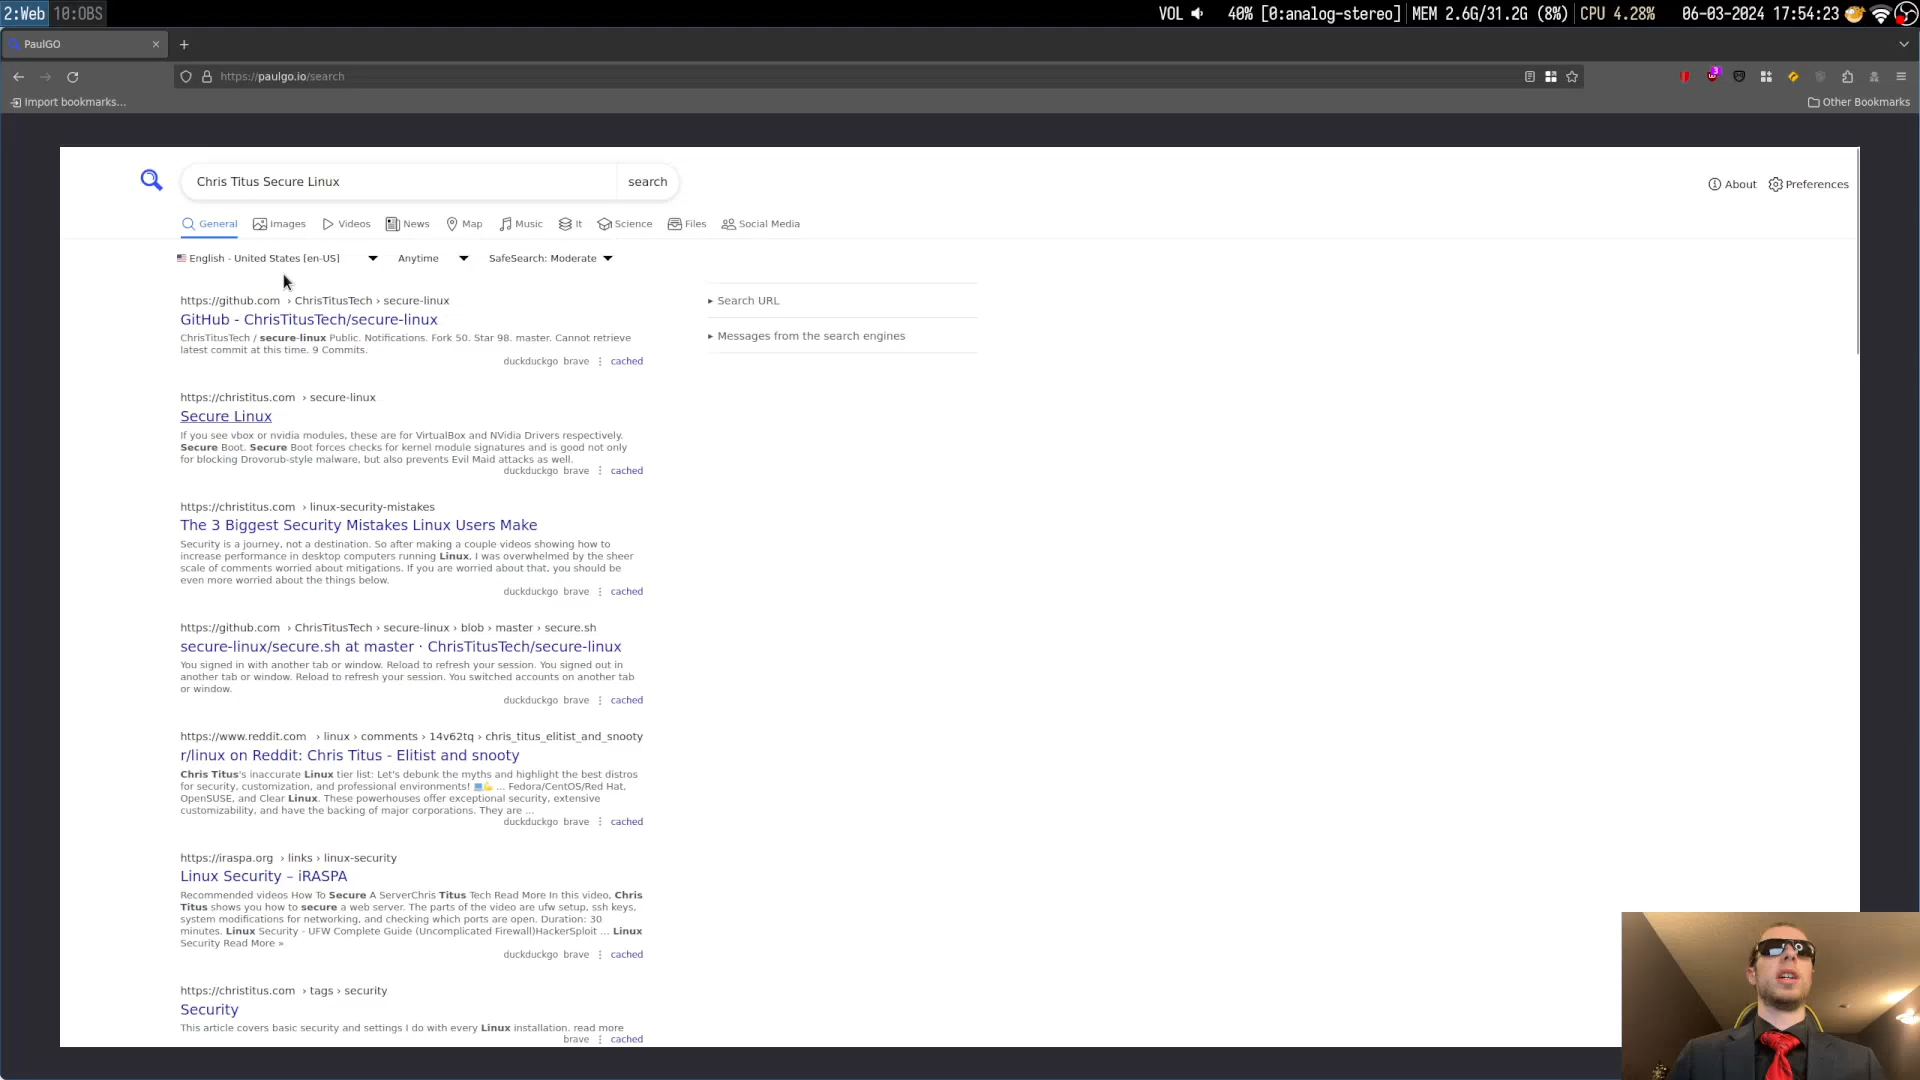 2:Web 10:OBS VOL 40% [0:analog-stereo] MEM 2.6G/31.2G (8%) CPU 4.28% 06-03-2024 17:54:23
PaulGO
https://paulgo.io/search
Import bookmarks... Other Bookmarks
Chris Titus Secure Linux search
About Preferences
General Images Videos News Map Music It Science Files Social Media
English - United States [en-US] Anytime SafeSearch: Moderate
https://github.com › ChrisTitusTech › secure-linux
GitHub - ChrisTitusTech/secure-linux
ChrisTitusTech / secure-linux Public. Notifications. Fork 50. Star 98. master. Cannot retrieve
latest commit at this time. 9 Commits.
duckduckgo brave cached
Search URL
Messages from the search engines
https://christitus.com › secure-linux
Secure Linux
If you see vbox or nvidia modules, these are for VirtualBox and NVidia Drivers respectively.
Secure Boot. Secure Boot forces checks for kernel module signatures and is good not only
for blocking Drovorub-style malware, but also prevents Evil Maid attacks as well.
duckduckgo brave cached
https://christitus.com › linux-security-mistakes
The 3 Biggest Security Mistakes Linux Users Make
Security is a journey, not a destination. So after making a couple videos showing how to
increase performance in desktop computers running Linux, I was overwhelmed by the sheer
scale of comments worried about mitigations. If you are worried about that, you should be
even more worried about the things below.
duckduckgo brave cached
https://github.com › ChrisTitusTech › secure-linux › blob › master › secure.sh
secure-linux/secure.sh at master · ChrisTitusTech/secure-linux
You signed in with another tab or window. Reload to refresh your session. You signed out in
another tab or window. Reload to refresh your session. You switched accounts on another tab
or window.
duckduckgo brave cached
https://www.reddit.com › linux › comments › 14v62tq › chris_titus_elitist_and_snooty
r/linux on Reddit: Chris Titus - Elitist and snooty
Chris Titus's inaccurate Linux tier list: Let's debunk the myths and highlight the best distros
for security, customization, and professional environments! 💻💪 ... Fedora/CentOS/Red Hat,
OpenSUSE, and Clear Linux. These powerhouses offer exceptional security, extensive
customizability, and have the backing of major corporations. They are ...
duckduckgo brave cached
https://iraspa.org › links › linux-security
Linux Security – iRASPA
Recommended videos How To Secure A ServerChris Titus Tech Read More In this video, Chris
Titus shows you how to secure a web server. The parts of the video are ufw setup, ssh keys,
system modifications for networking, and checking which ports are open. Duration: 30
minutes. Linux Security - UFW Complete Guide (Uncomplicated Firewall)HackerSploit ... Linux
Security Read More »
duckduckgo brave cached
https://christitus.com › tags › security
Security
This article covers basic security and settings I do with every Linux installation. read more
brave cached